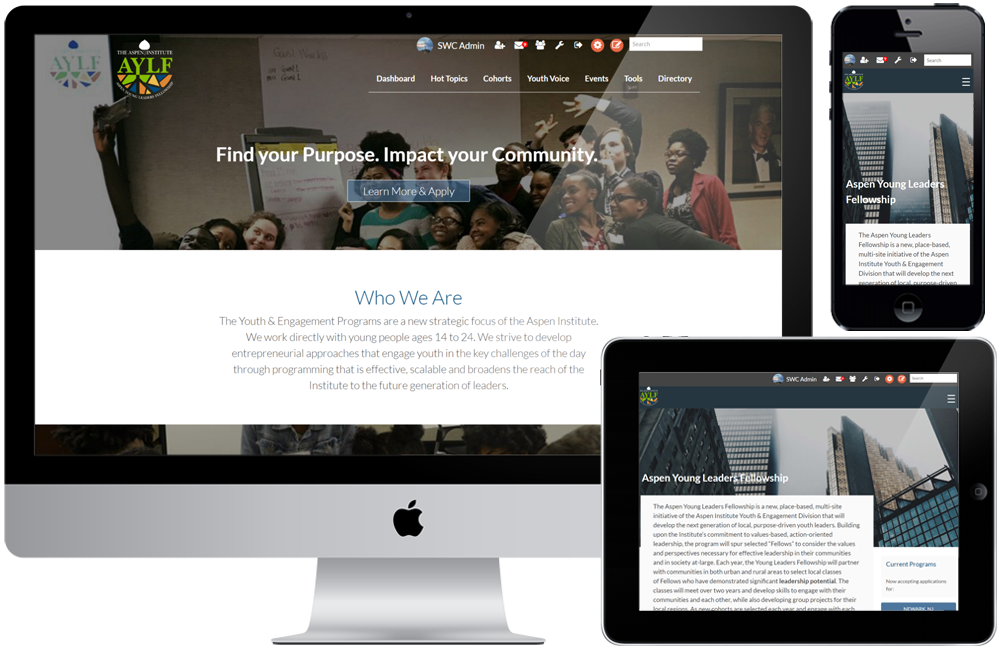 THE ASPEN INSTITUTE
AYLF
ASPEN YOUNG LEADERS FELLOWSHIP
AYLF
SWC Admin
Search
Dashboard Hot Topics Cohorts Youth Voice Events Tools Directory
Find your Purpose. Impact your Community.
Learn More & Apply
Who We Are
The Youth & Engagement Programs are a new strategic focus of the Aspen Institute.
We work directly with young people ages 14 to 24. We strive to develop
entrepreneurial approaches that engage youth in the key challenges of the day
through programming that is effective, scalable and broadens the reach of the
Institute to the future generation of leaders.
Search
AYLF
Aspen Young Leaders
Fellowship
The Aspen Young Leaders
Fellowship is a new, place-based,
multi-site initiative of the Aspen
Institute Youth & Engagement
Division that will develop the next
generation of local, purpose-driven
SWC Admin
Search
AYLF
Aspen Young Leaders Fellowship
The Aspen Young Leaders Fellowship is a new, place-based, multi-site
initiative of the Aspen Institute Youth & Engagement Division that will
develop the next generation of local, purpose-driven youth leaders. Building
upon the Institute's commitment to values-based, action-oriented
leadership, the program will spur selected "Fellows" to consider the values
and perspectives necessary for effective leadership in their communities
and in society at-large. Each year, the Young Leaders Fellowship will partner
with communities in both urban and rural areas to select local classes
of Fellows who have demonstrated significant leadership potential. The
classes will meet over two years and develop skills to engage with their
communities and each other, while also developing group projects for their
local regions. As new cohorts are selected each year and engage with each
Current Programs
Now accepting applications
for:
NEWARK, NJ